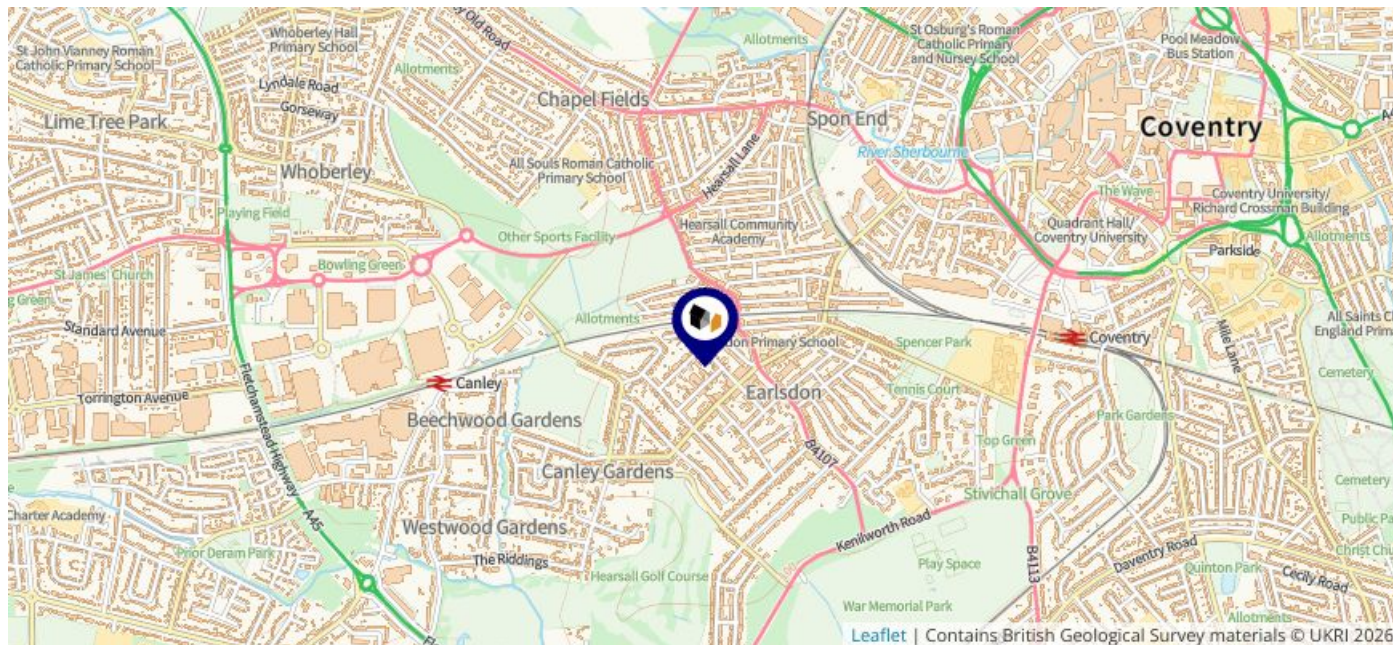 St John Vianney Roman
Catholic Primary School
Whoberley Hall
Primary School
Old Road
Allotments
Lyndale Road
Gorseway
Lime Tree Park
Whoberley
Chapel Fields
Allotments
St Osburg's Roman
Catholic Primary
and Nursey School
Pool Meadow
Bus Station
Coventry
Spon End
River Sherbourne
All Souls Roman Catholic
Primary School
Hearsall Lane
The Wave
Coventry University/
Richard Crossman Building
Playing Field
Hearsall Community
Academy
Quadrant Hall/
Coventry University
Allotments
Other Sports Facility
Parkside
St James' Church
Bowling Green
Standard Avenue
Allotments
Primary School
Spencer Park
Coventry
Mile Lane
Cemetery
Canley
Torrington Avenue
Fletchamstead Highway
Beechwood Gardens
Earlsdon
Tennis Court
Park Gardens
B4107
Top Green
Canley Gardens
Cemetery
Stivichall Grove
Charter Academy
A45
Westwood Gardens
Kenilworth Road
Prior Deram Park
The Riddings
Hearsall Golf Course
Play Space
B4113
Daventry Road
Quinton Park
Cecily Road
War Memorial Park
Allotments
Leaflet | Contains British Geological Survey materials © UKRI 2026